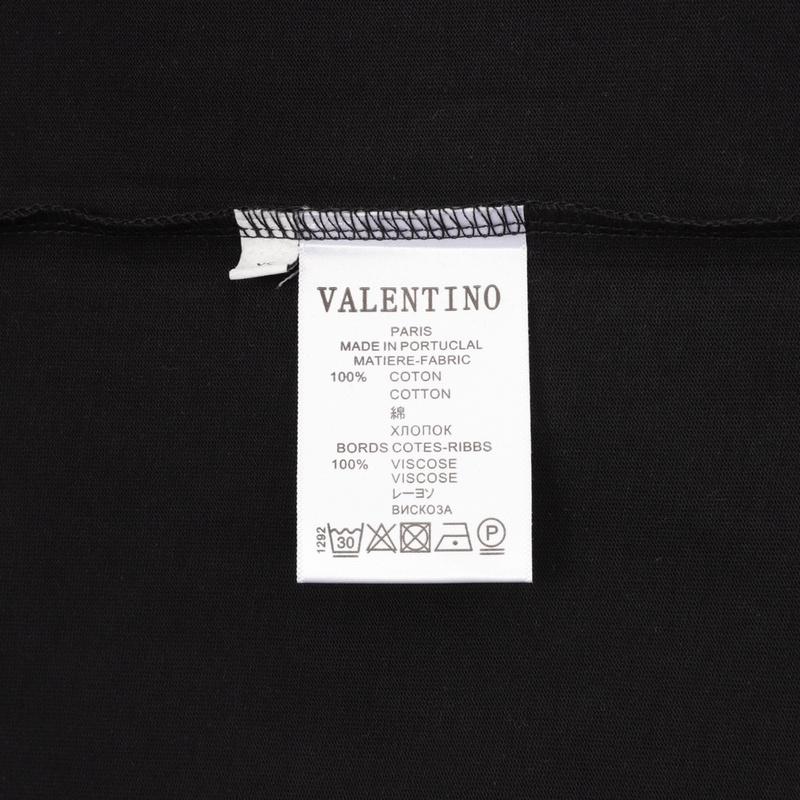 VALENTINO
PARIS
MADE IN PORTUCLAL
MATIERE-FABRIC
100% COTON
COTTON
綿
ХЛОПОК
BORDS COTES-RIBBS
100% VISCOSE
VISCOSE
レーヨソ
ВИСКОЗА
1292 30 P